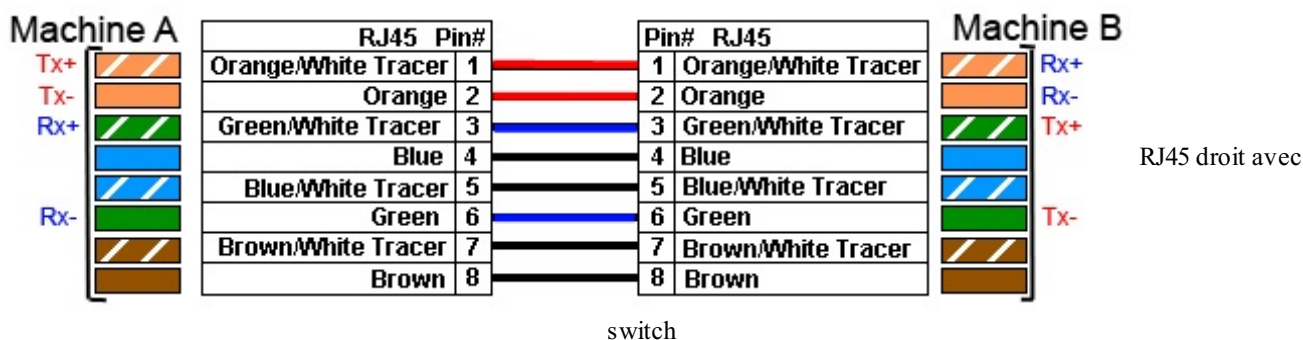 Machine A
Machine B
RJ45 Pin#
Pin# RJ45
Tx+ Orange/White Tracer 1 1 Orange/White Tracer Rx+
Tx- Orange 2 2 Orange Rx-
Rx+ Green/White Tracer 3 3 Green/White Tracer Tx+
Blue 4 4 Blue
RJ45 droit avec
Blue/White Tracer 5 5 Blue/White Tracer
Rx- Green 6 6 Green Tx-
Brown/White Tracer 7 7 Brown/White Tracer
Brown 8 8 Brown
switch